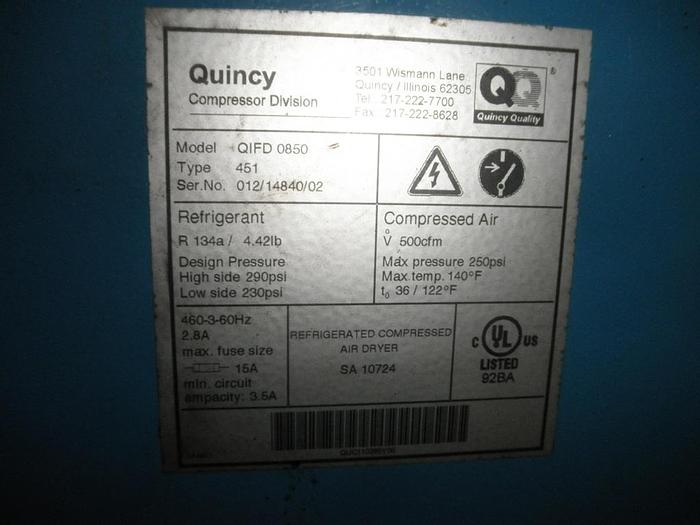 Quincy
Compressor Division
3501 Wismann Lane
Quincy / Illinois 62305
Tel 217-222-7700
Fax 217-222-8628
QQ ®
Quincy Quality
Model QIFD 0850
Type 451
Ser.No. 012/14840/02
Refrigerant
R 134a / 4.42lb
Design Pressure
High side 290psi
Low side 230psi
Compressed Air
V̊ 500cfm
Max pressure 250psi
Max.temp. 140°F
t₀ 36 / 122°F
460-3-60Hz
2.8A
max. fuse size
15A
min. circuit
ampacity: 3.5A
REFRIGERATED COMPRESSED
AIR DRYER
SA 10724
C UL US
LISTED
92BA